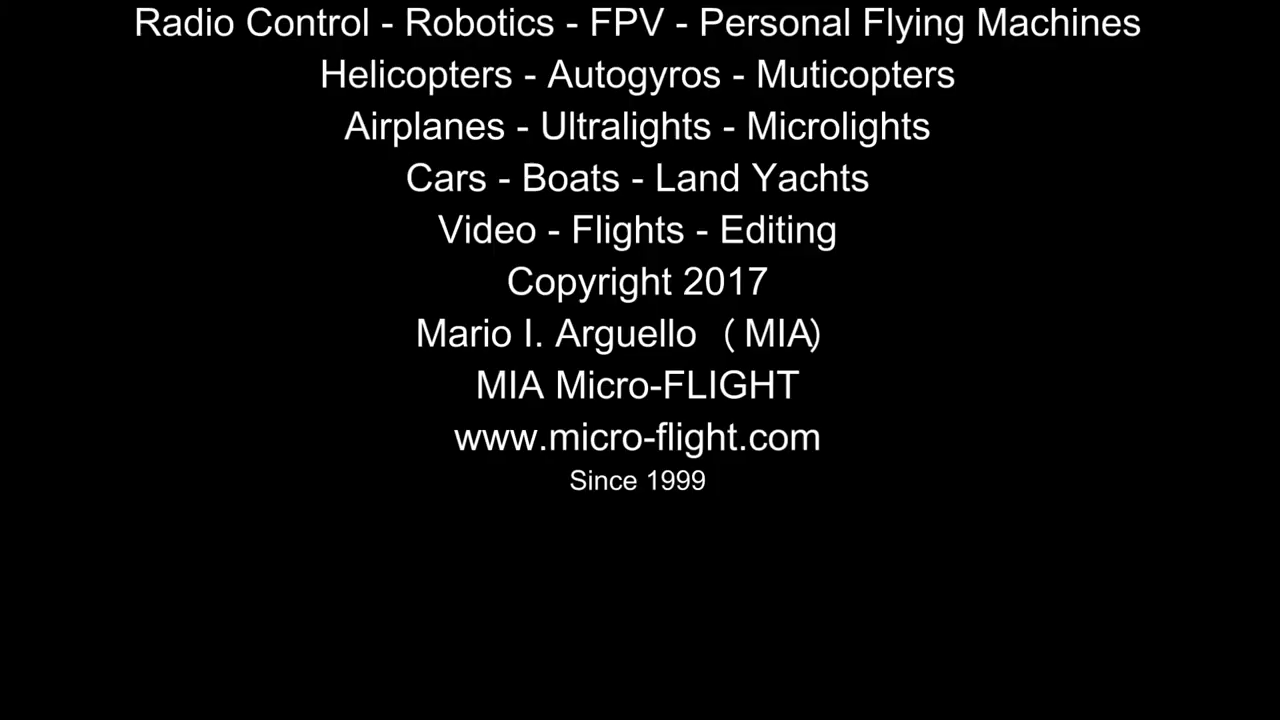 Radio Control - Robotics - FPV - Personal Flying Machines
Helicopters - Autogyros - Muticopters
Airplanes - Ultralights - Microlights
Cars - Boats - Land Yachts
Video - Flights - Editing
Copyright 2017
Mario I. Arguello ( MIA)
MIA Micro-FLIGHT
www.micro-flight.com
Since 1999